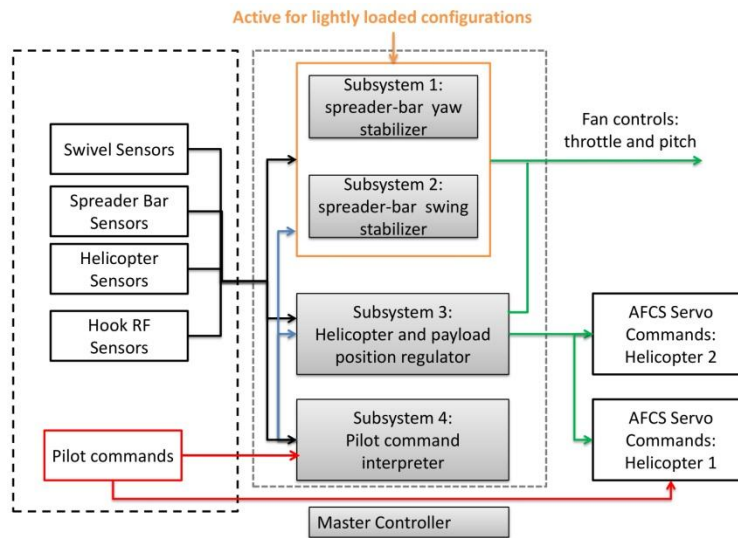 Active for lightly loaded configurations
Subsystem 1:
spreader-bar yaw
stabilizer
Subsystem 2:
spreader-bar swing
stabilizer
Fan controls:
throttle and pitch
Swivel Sensors
Spreader Bar
Sensors
Helicopter
Sensors
Hook RF
Sensors
Subsystem 3:
Helicopter and payload
position regulator
AFCS Servo
Commands:
Helicopter 2
Subsystem 4:
Pilot command
interpreter
AFCS Servo
Commands:
Helicopter 1
Pilot commands
Master Controller